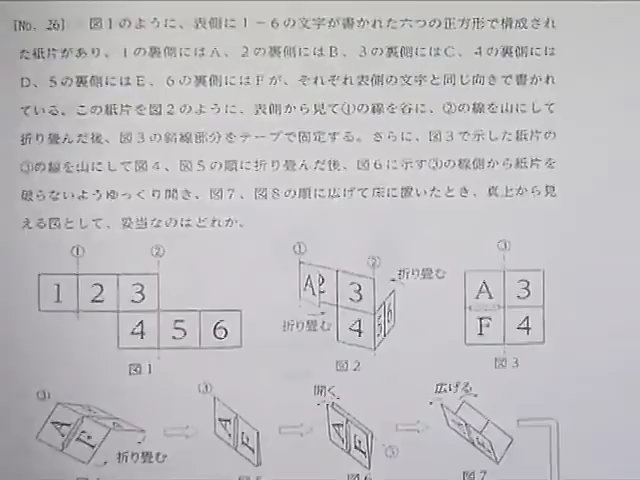 [No. 26] 図1のように、表側に1-6の文字が書かれた六つの正方形で構成され
た紙片があり、1の裏側にはA、2の裏側にはB、3の裏側にはC、4の裏側には
D、5の裏側にはE、6の裏側にはFが、それぞれ表側の文字と同じ向きで書かれ
ている。この紙片を図2のように、表側から見て①の線を谷に、②の線を山にして
折り畳んだ後、図3の斜線部分をテープで固定する。さらに、図3で示した紙片の
③の線を山にして図4、図5の順に折り畳んだ後、図6に示す③の線側から紙片を
破らないようゆっくり開き、図7、図8の順に広げて床に置いたとき、真上から見
える図として、妥当なのはどれか。
① ②
1 2 3
4 5 6
図1
① ②
折り畳む
A 2 3
4 5 6
折り畳む
図2
③
A 3
F 4
図3
③
A F
折り畳む
③
A F
開く
A F
③
広げる
図7